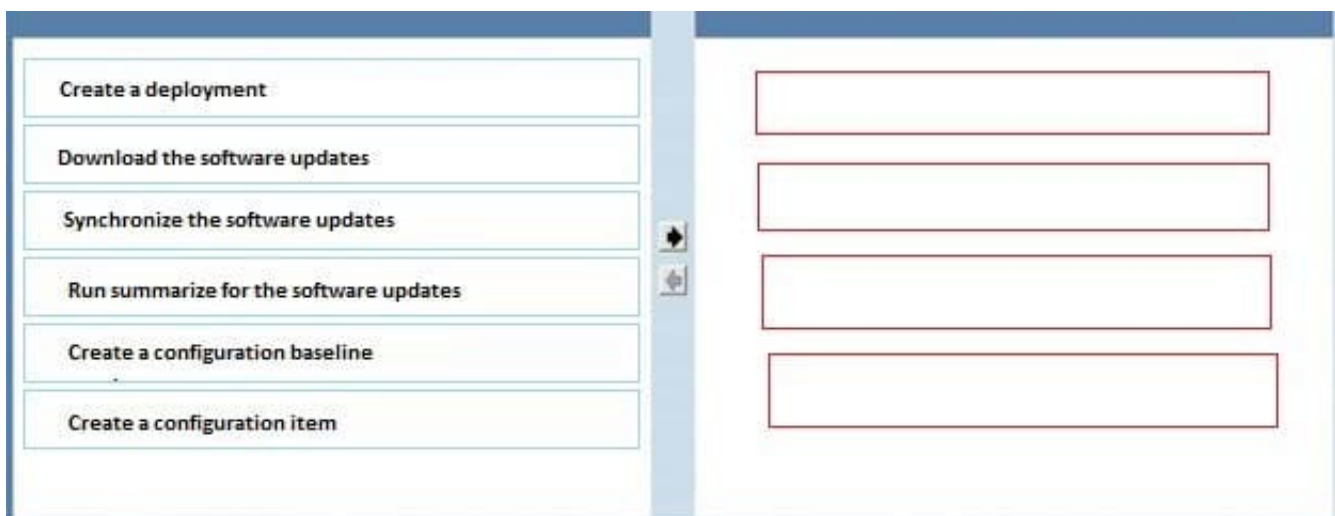 Create a deployment
Download the software updates
Synchronize the software updates
Run summarize for the software updates
Create a configuration baseline
Create a configuration item